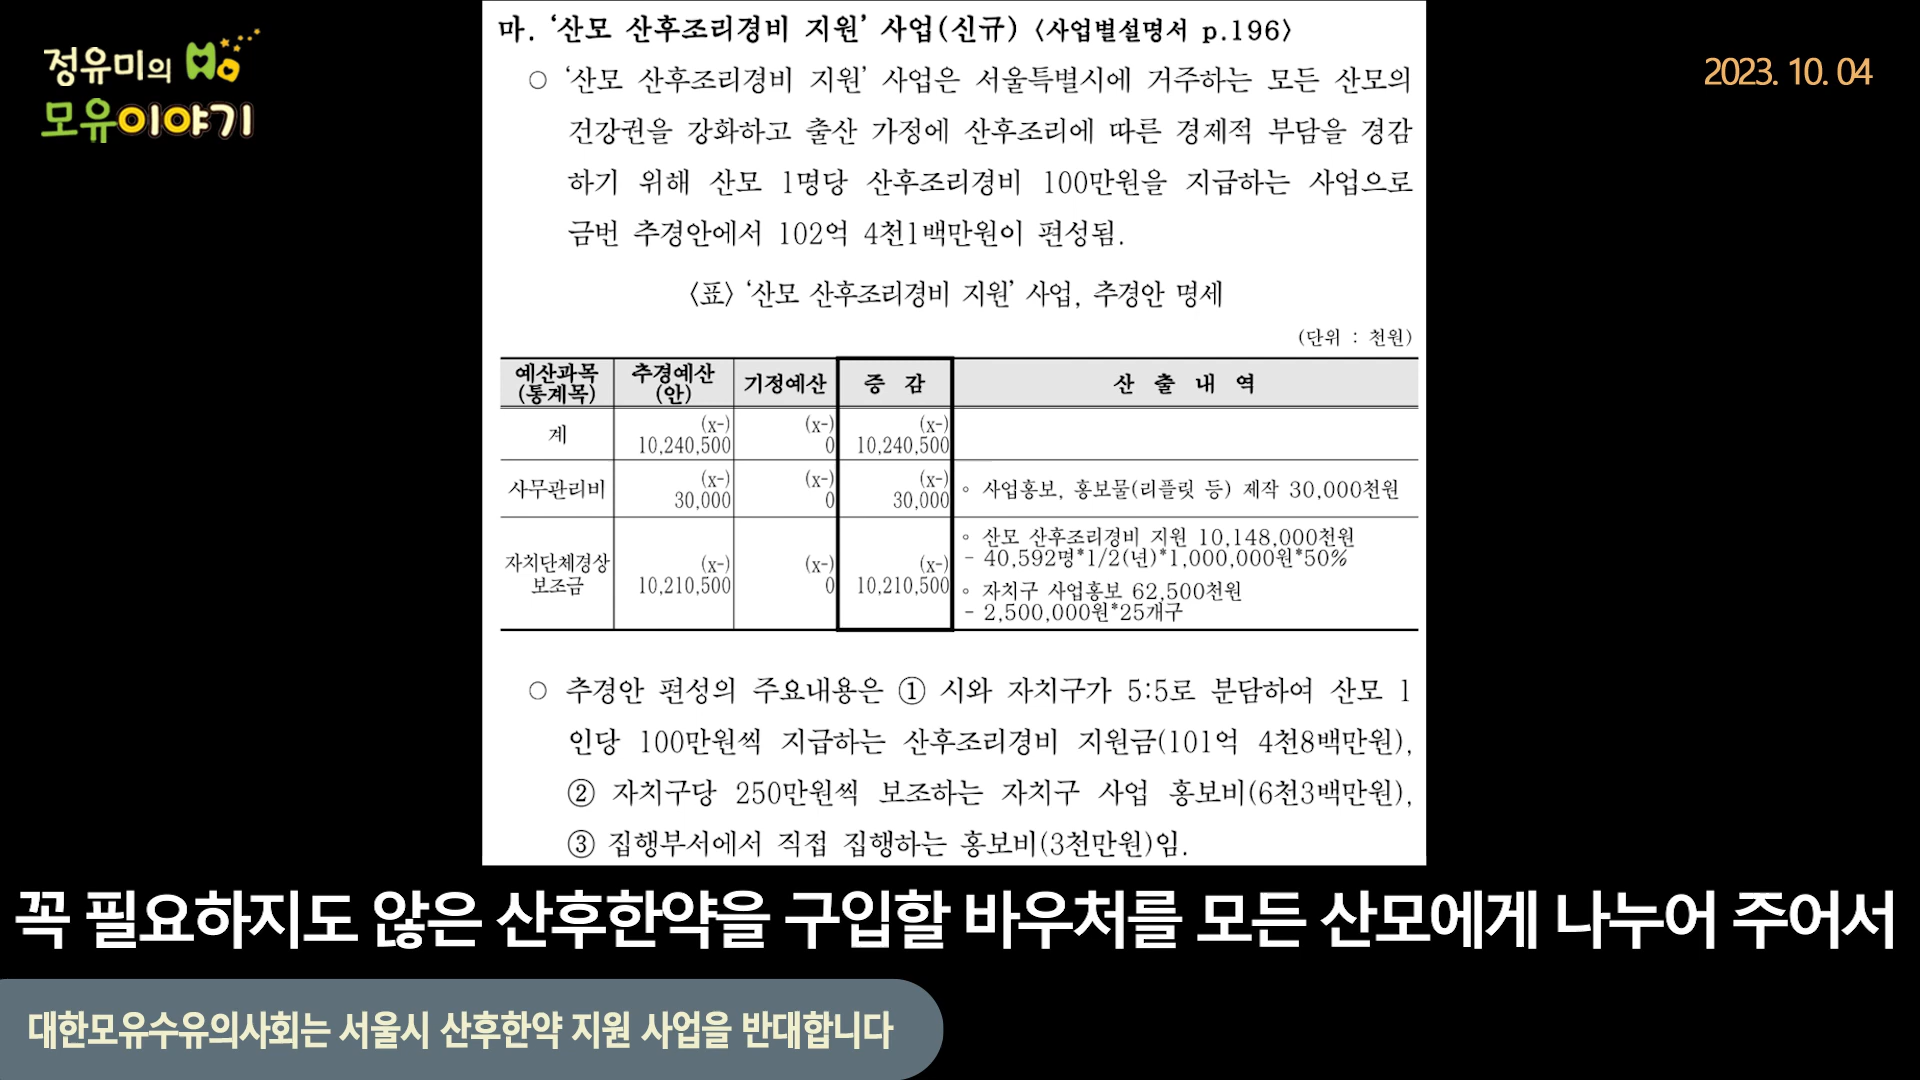 정유미의 Mo
모유이야기
2023. 10. 04
마. ‘산모 산후조리경비 지원’ 사업(신규) <사업별설명서 p.196>
○ ‘산모 산후조리경비 지원’ 사업은 서울특별시에 거주하는 모든 산모의
건강권을 강화하고 출산 가정에 산후조리에 따른 경제적 부담을 경감
하기 위해 산모 1명당 산후조리경비 100만원을 지급하는 사업으로
금번 추경안에서 102억 4천1백만원이 편성됨.
<표> ‘산모 산후조리경비 지원’ 사업, 추경안 명세
(단위 : 천원)
예산과목 (통계목) 추경예산 (안) 기정예산 증 감 산 출 내 역
계 (x-) 10,240,500 (x-) 0 (x-) 10,240,500
사무관리비 (x-) 30,000 (x-) 0 (x-) 30,000 ◦ 사업홍보, 홍보물(리플릿 등) 제작 30,000천원
자치단체경상보조금 (x-) 10,210,500 (x-) 0 (x-) 10,210,500 ◦ 산모 산후조리경비 지원 10,148,000천원
- 40,592명*1/2(년)*1,000,000원*50%
◦ 자치구 사업홍보 62,500천원
- 2,500,000원*25개구
○ 추경안 편성의 주요내용은 ① 시와 자치구가 5:5로 분담하여 산모 1
인당 100만원씩 지급하는 산후조리경비 지원금(101억 4천8백만원),
② 자치구당 250만원씩 보조하는 자치구 사업 홍보비(6천3백만원),
③ 집행부서에서 직접 집행하는 홍보비(3천만원)임.
꼭 필요하지도 않은 산후한약을 구입할 바우처를 모든 산모에게 나누어 주어서
대한모유수유의사회는 서울시 산후한약 지원 사업을 반대합니다